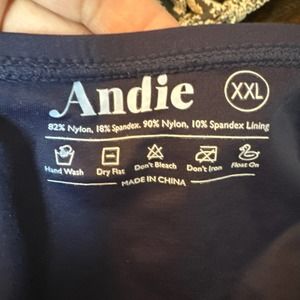 Andie XXL
82% Nylon, 18% Spandex. 90% Nylon, 10% Spandex Lining
Hand Wash Dry Flat Don't Bleach Don't Iron Float On
MADE IN CHINA